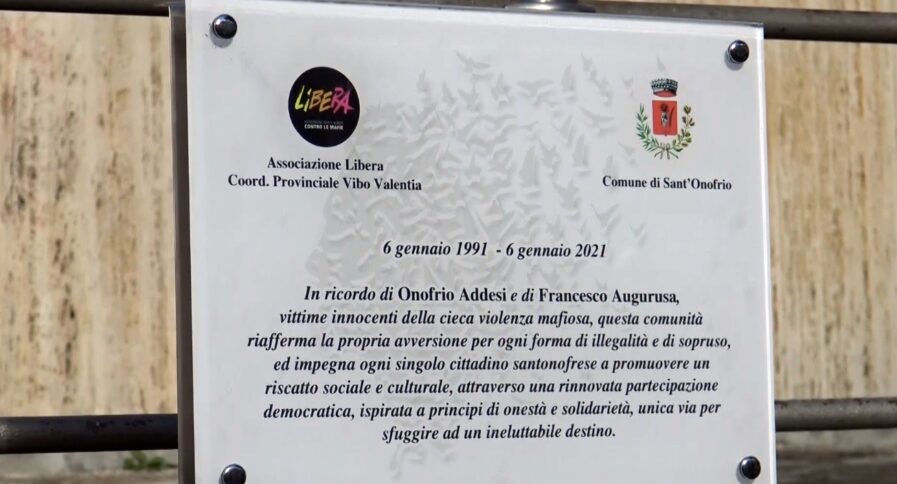 LIBERA
CONTRO LE MAFIE
Associazione Libera
Coord. Provinciale Vibo Valentia
Comune di Sant'Onofrio
6 gennaio 1991 - 6 gennaio 2021
In ricordo di Onofrio Addesi e di Francesco Augurusa,
vittime innocenti della cieca violenza mafiosa, questa comunità
riafferma la propria avversione per ogni forma di illegalità e di sopruso,
ed impegna ogni singolo cittadino santonofrese a promuovere un
riscatto sociale e culturale, attraverso una rinnovata partecipazione
democratica, ispirata a principi di onestà e solidarietà, unica via per
sfuggire ad un ineluttabile destino.